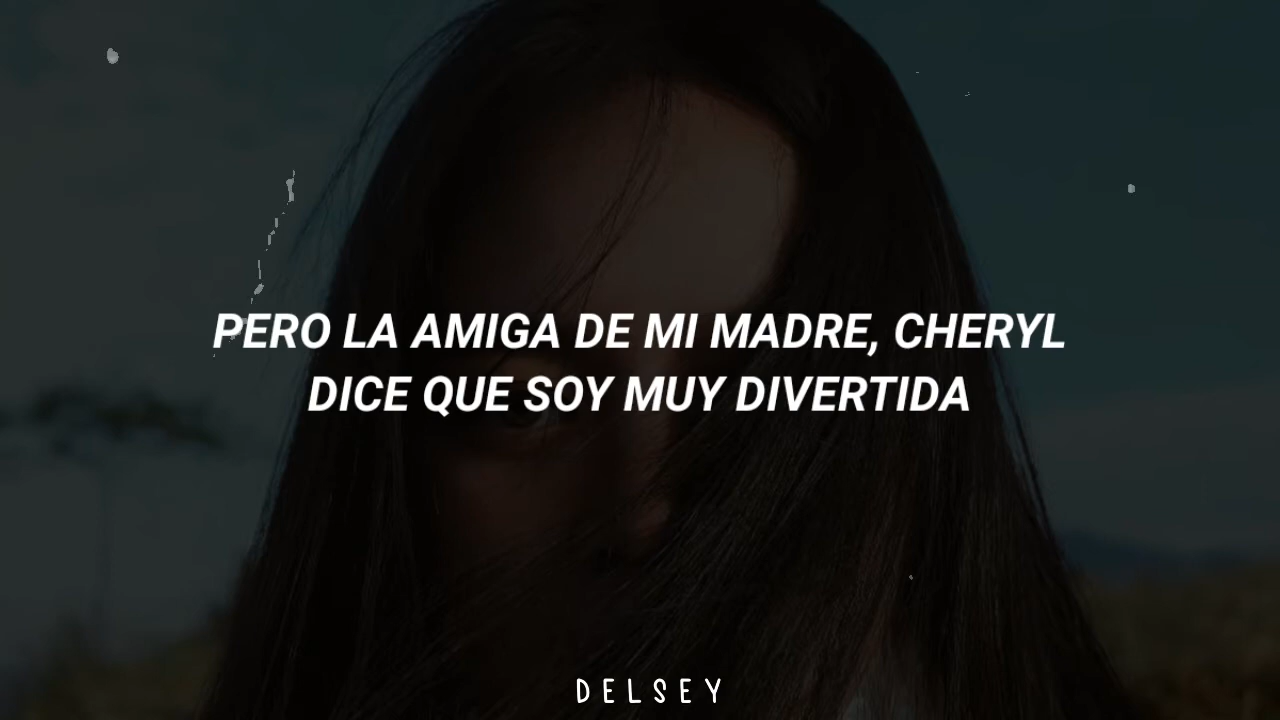 PERO LA AMIGA DE MI MADRE, CHERYL
DICE QUE SOY MUY DIVERTIDA
DELSEY